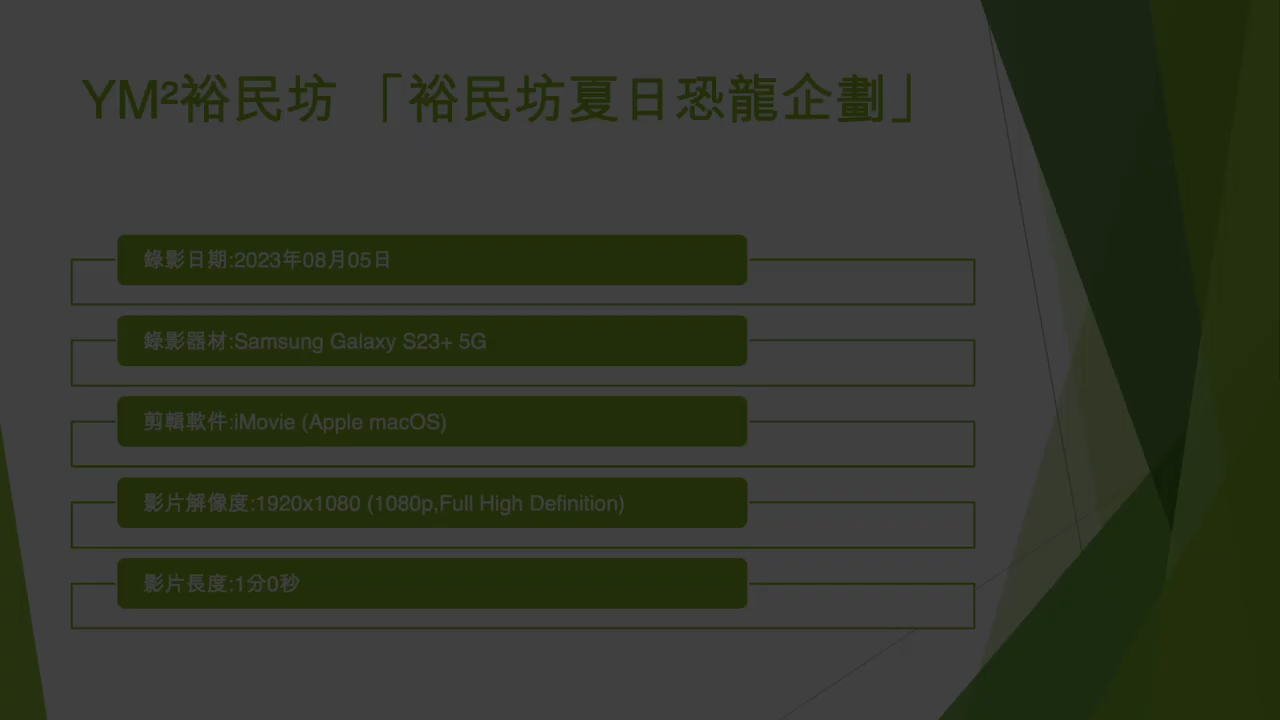 YM²裕民坊 「裕民坊夏日恐龍企劃」
錄影日期:2023年08月05日
錄影器材:Samsung Galaxy S23+ 5G
剪輯軟件:iMovie (Apple macOS)
影片解像度:1920x1080 (1080p,Full High Definition)
影片長度:1分0秒